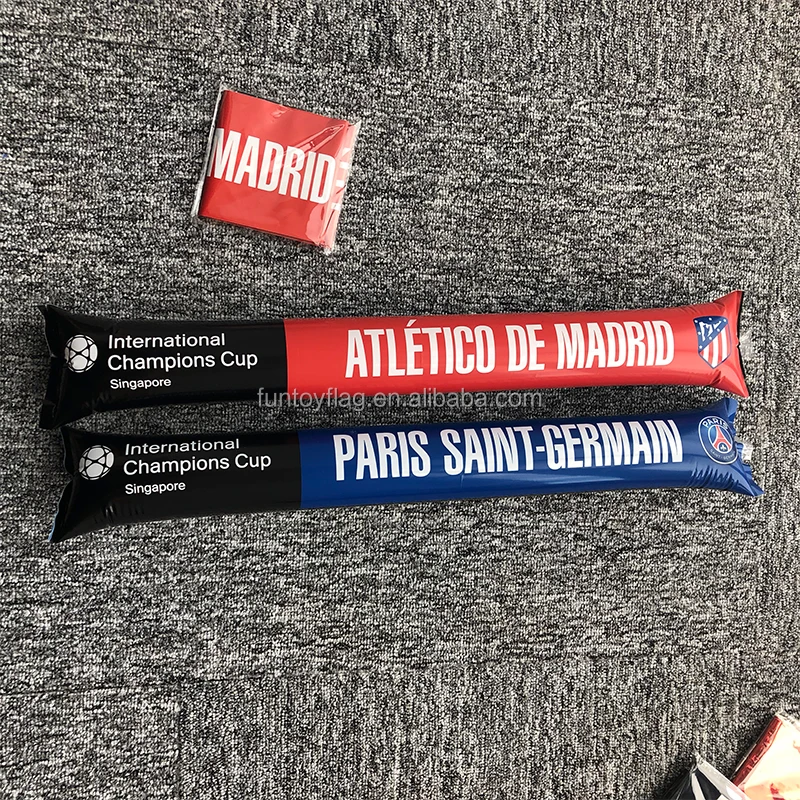 MADRID
International
Champions Cup
Singapore
ATLÉTICO DE MADRID
funtoyflag.en.alibaba.com
International
Champions Cup
Singapore
PARIS SAINT-GERMAIN
PARIS